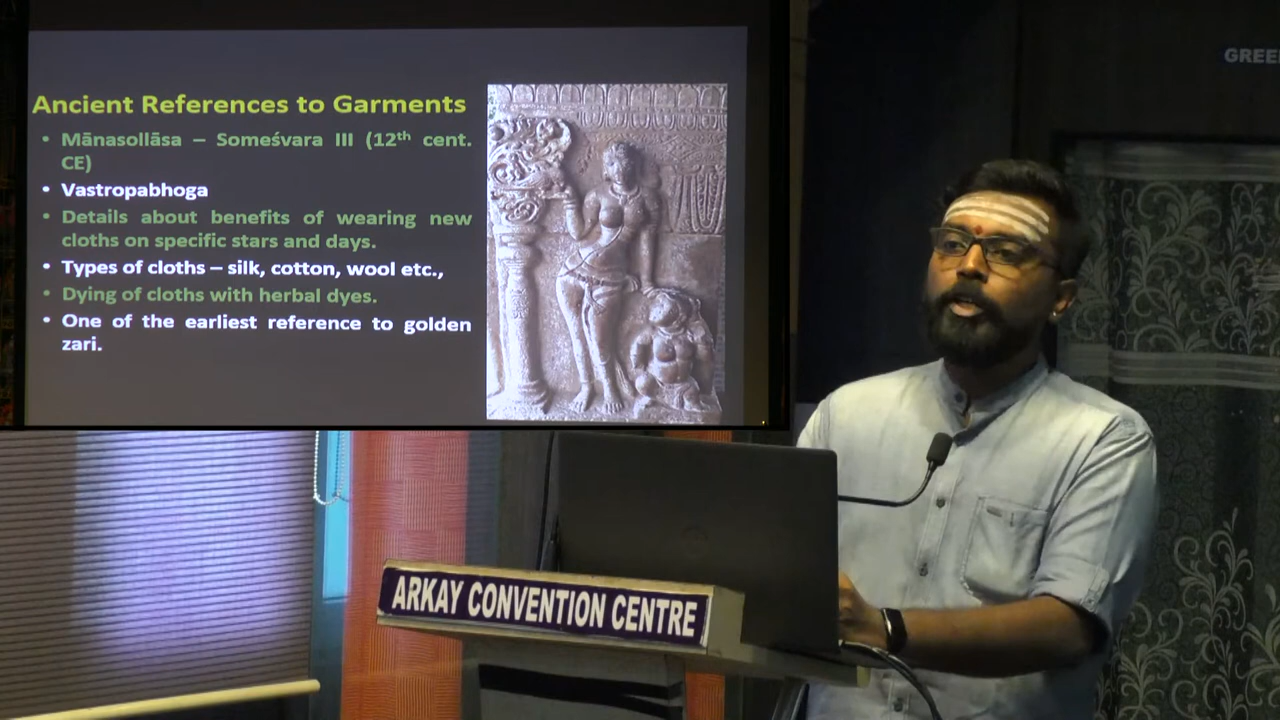 GREE
Ancient References to Garments
• Mānasollāsa – Someśvara III (12th cent.
CE)
• Vastropabhoga
• Details about benefits of wearing new
cloths on specific stars and days.
• Types of cloths – silk, cotton, wool etc.,
• Dying of cloths with herbal dyes.
• One of the earliest reference to golden
zari.
ARKAY CONVENTION CENTRE